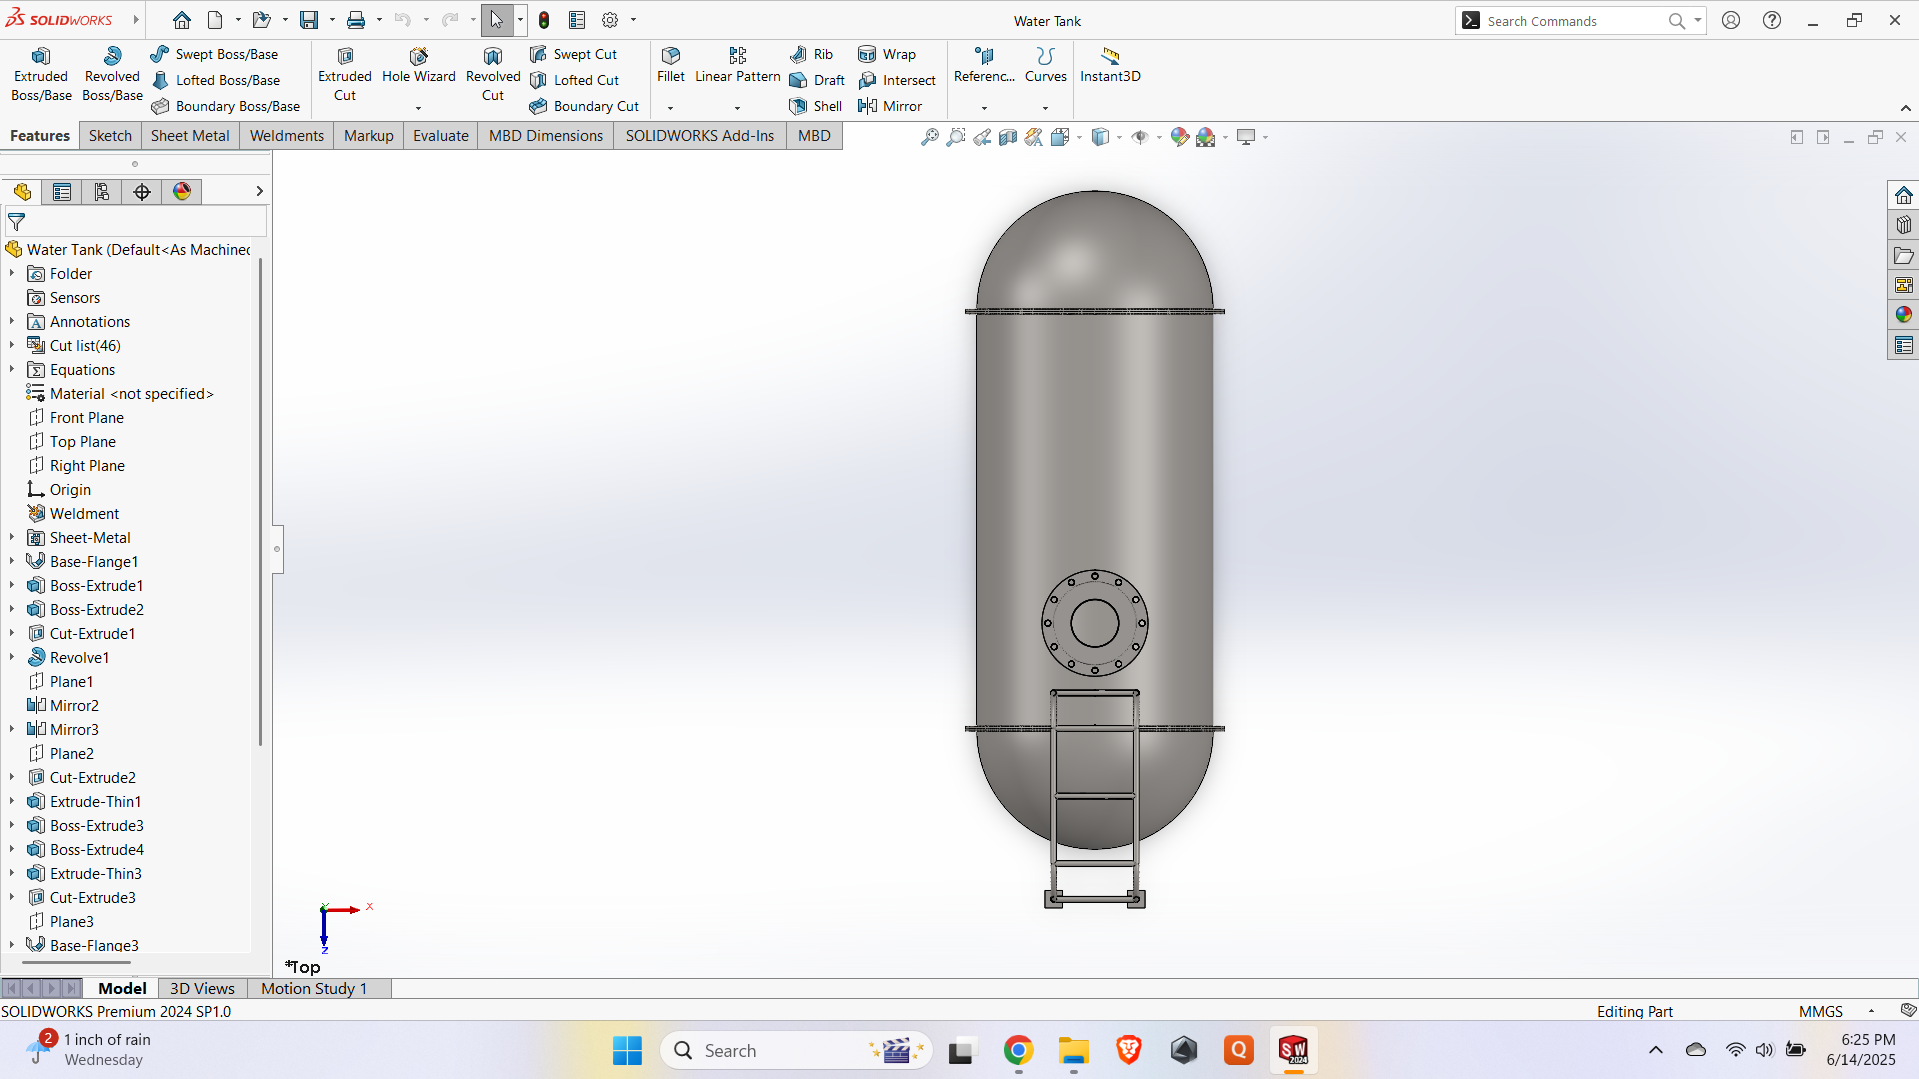 SOLIDWORKS
Water Tank
Search Commands
Extruded Boss/Base
Revolved Boss/Base
Swept Boss/Base
Lofted Boss/Base
Boundary Boss/Base
Extruded Cut
Hole Wizard
Revolved Cut
Swept Cut
Lofted Cut
Boundary Cut
Fillet
Linear Pattern
Rib
Draft
Shell
Wrap
Intersect
Mirror
Referenc...
Curves
Instant3D
Features
Sketch
Sheet Metal
Weldments
Markup
Evaluate
MBD Dimensions
SOLIDWORKS Add-Ins
MBD
Water Tank (Default<As Machined
Folder
Sensors
Annotations
Cut list(46)
Equations
Material <not specified>
Front Plane
Top Plane
Right Plane
Origin
Weldment
Sheet-Metal
Base-Flange1
Boss-Extrude1
Boss-Extrude2
Cut-Extrude1
Revolve1
Plane1
Mirror2
Mirror3
Plane2
Cut-Extrude2
Extrude-Thin1
Boss-Extrude3
Boss-Extrude4
Extrude-Thin3
Cut-Extrude3
Plane3
Base-Flange3
Y
X
Z
*Top
Model
3D Views
Motion Study 1
SOLIDWORKS Premium 2024 SP1.0
Editing Part
MMGS
2
1 inch of rain
Wednesday
Search
Q
SW
2024
6:25 PM
6/14/2025